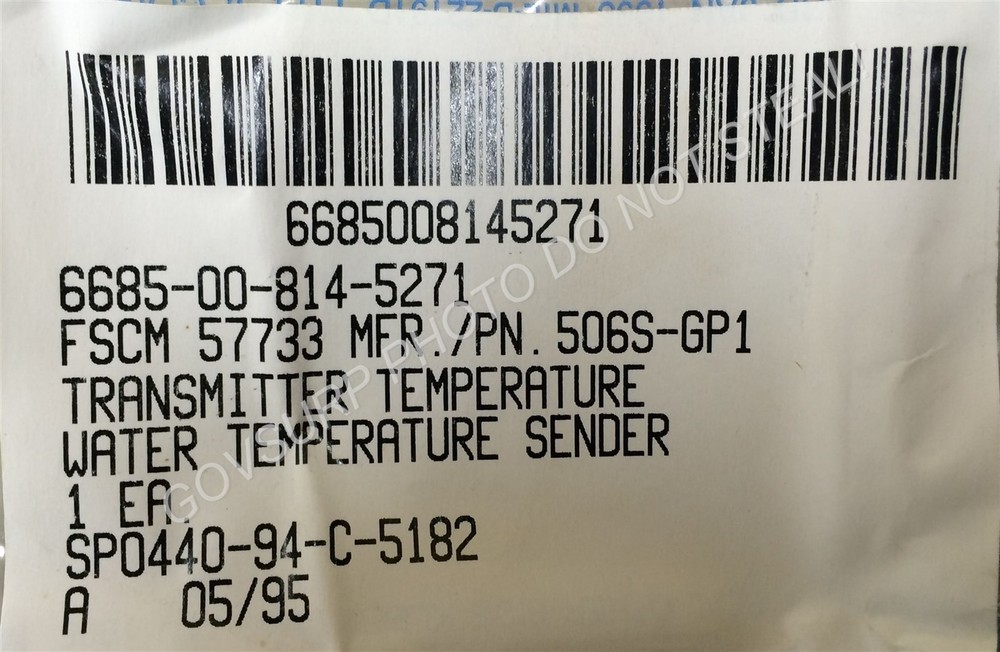 6685008145271
6685-00-814-5271
FSCM 57733 MFR./PN. 506S-GP1
TRANSMITTER TEMPERATURE
WATER TEMPERATURE SENDER
1 EA.
SP0440-94-C-5182
A 05/95
GOVSURP PHOTO DO NOT STEAL!